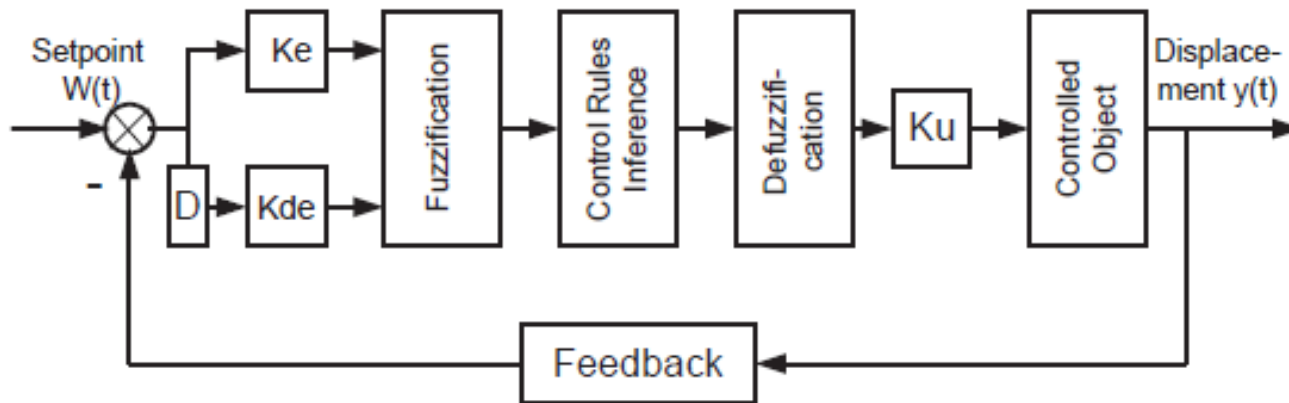 Setpoint
W(t)
-
Ke
D
Kde
Fuzzification
Control Rules
Inference
Defuzzifi-
cation
Ku
Controlled
Object
Displace-
ment y(t)
Feedback